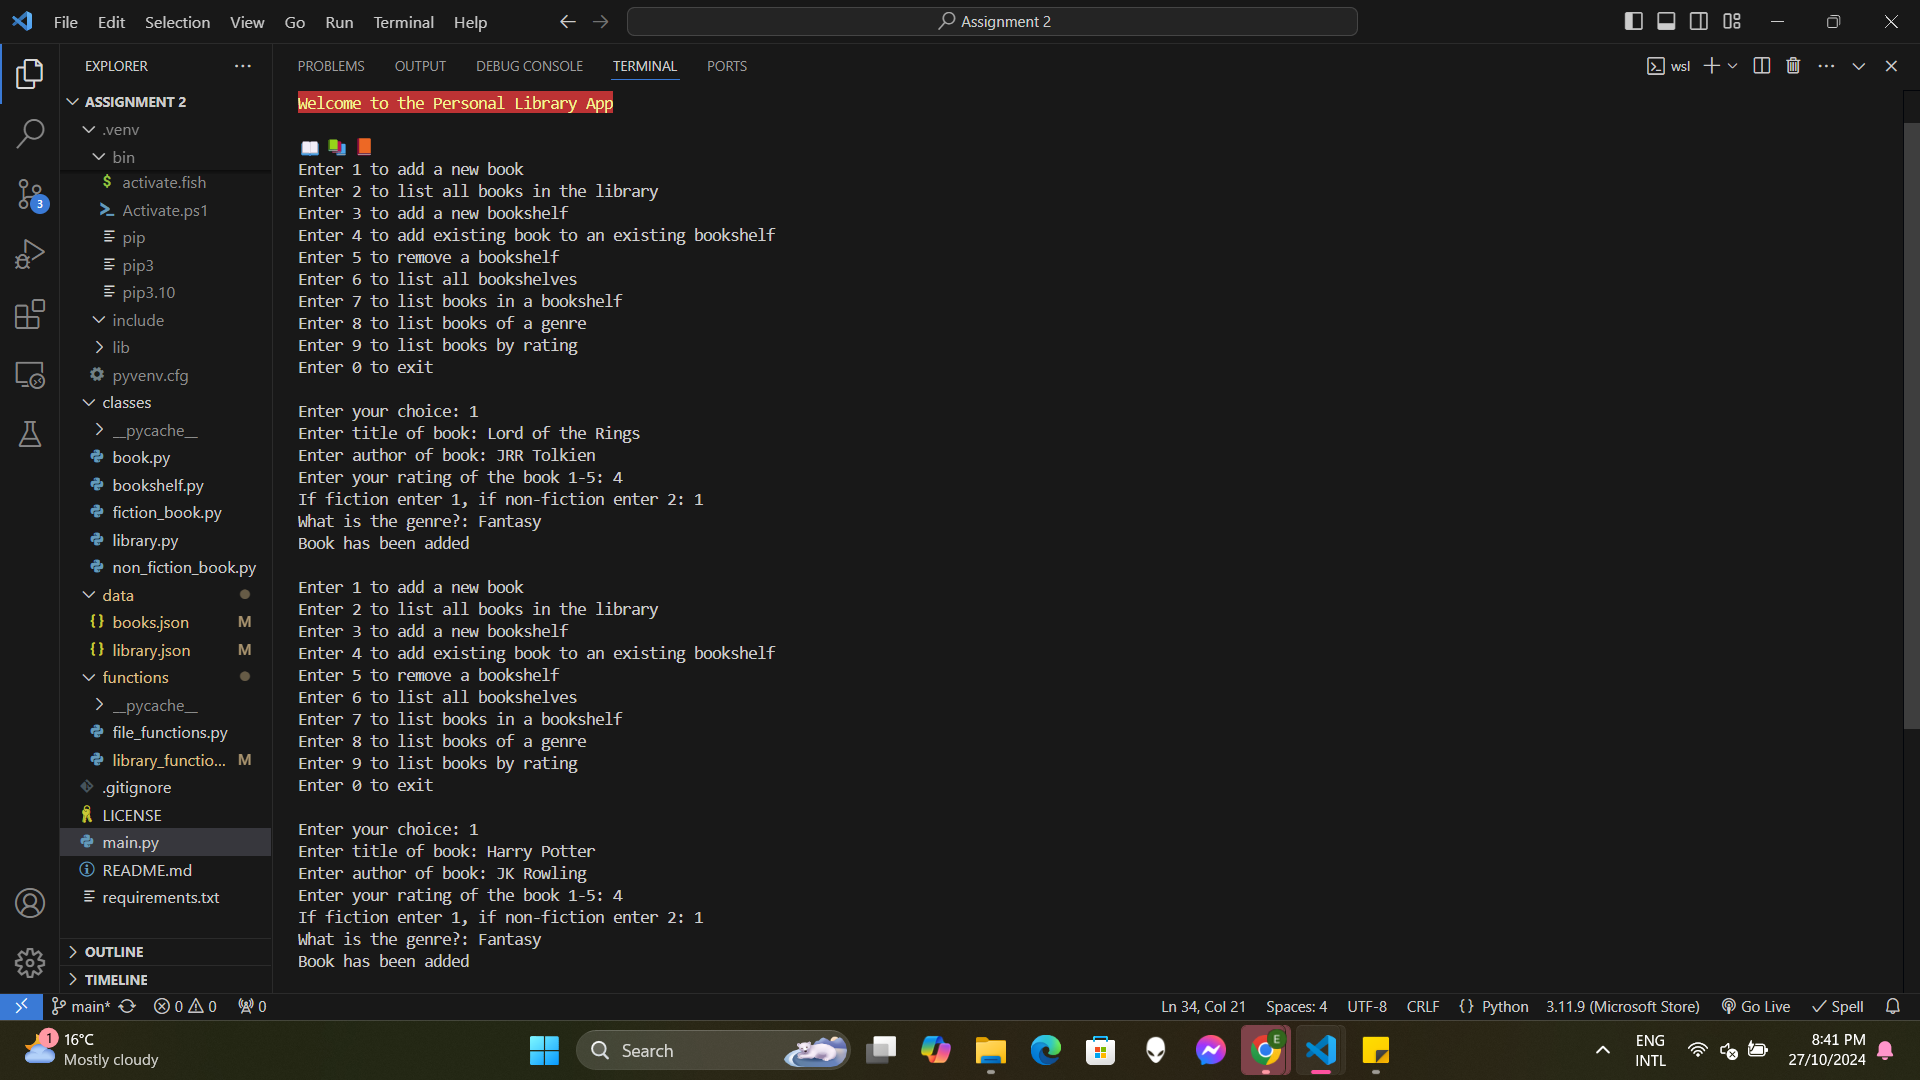 File Edit Selection View Go Run Terminal Help
Assignment 2
EXPLORER
ASSIGNMENT 2
.venv
bin
activate.fish
Activate.ps1
pip
pip3
pip3.10
include
lib
pyvenv.cfg
classes
__pycache__
book.py
bookshelf.py
fiction_book.py
library.py
non_fiction_book.py
data
books.json M
library.json M
functions
__pycache__
file_functions.py
library_functio... M
.gitignore
LICENSE
main.py
README.md
requirements.txt
OUTLINE
TIMELINE
3
PROBLEMS OUTPUT DEBUG CONSOLE TERMINAL PORTS
wsl
Welcome to the Personal Library App
Enter 1 to add a new book
Enter 2 to list all books in the library
Enter 3 to add a new bookshelf
Enter 4 to add existing book to an existing bookshelf
Enter 5 to remove a bookshelf
Enter 6 to list all bookshelves
Enter 7 to list books in a bookshelf
Enter 8 to list books of a genre
Enter 9 to list books by rating
Enter 0 to exit
Enter your choice: 1
Enter title of book: Lord of the Rings
Enter author of book: JRR Tolkien
Enter your rating of the book 1-5: 4
If fiction enter 1, if non-fiction enter 2: 1
What is the genre?: Fantasy
Book has been added
Enter 1 to add a new book
Enter 2 to list all books in the library
Enter 3 to add a new bookshelf
Enter 4 to add existing book to an existing bookshelf
Enter 5 to remove a bookshelf
Enter 6 to list all bookshelves
Enter 7 to list books in a bookshelf
Enter 8 to list books of a genre
Enter 9 to list books by rating
Enter 0 to exit
Enter your choice: 1
Enter title of book: Harry Potter
Enter author of book: JK Rowling
Enter your rating of the book 1-5: 4
If fiction enter 1, if non-fiction enter 2: 1
What is the genre?: Fantasy
Book has been added
main* 0 0 0
Ln 34, Col 21 Spaces: 4 UTF-8 CRLF {} Python 3.11.9 (Microsoft Store) Go Live Spell
1 16°C
Mostly cloudy
Search
E
ENG
INTL
8:41 PM
27/10/2024